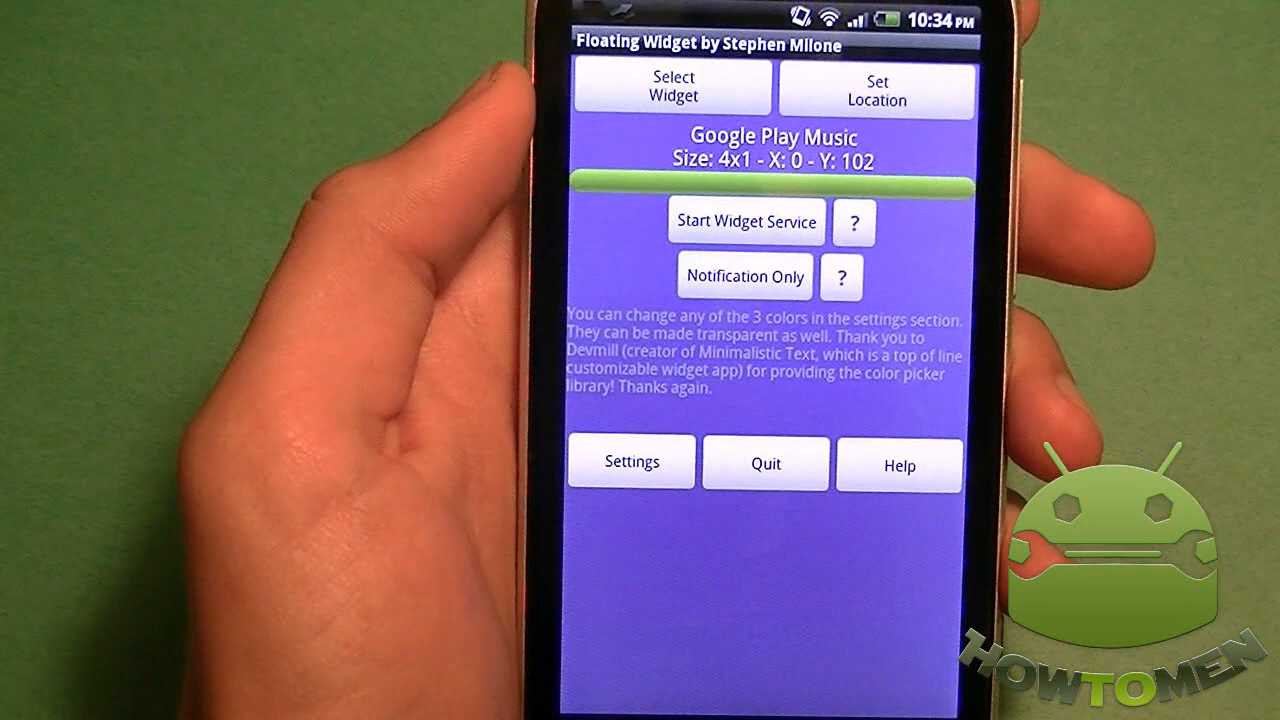 10:34 PM
Floating Widget by Stephen Milone
Select
Widget
Set
Location
Google Play Music
Size: 4x1 - X: 0 - Y: 102
Start Widget Service
?
Notification Only
?
You can change any of the 3 colors in the settings section.
They can be made transparent as well. Thank you to
Devmill (creator of Minimalistic Text, which is a top of line
customizable widget app) for providing the color picker
library! Thanks again.
Settings
Quit
Help
HOWTOMEN